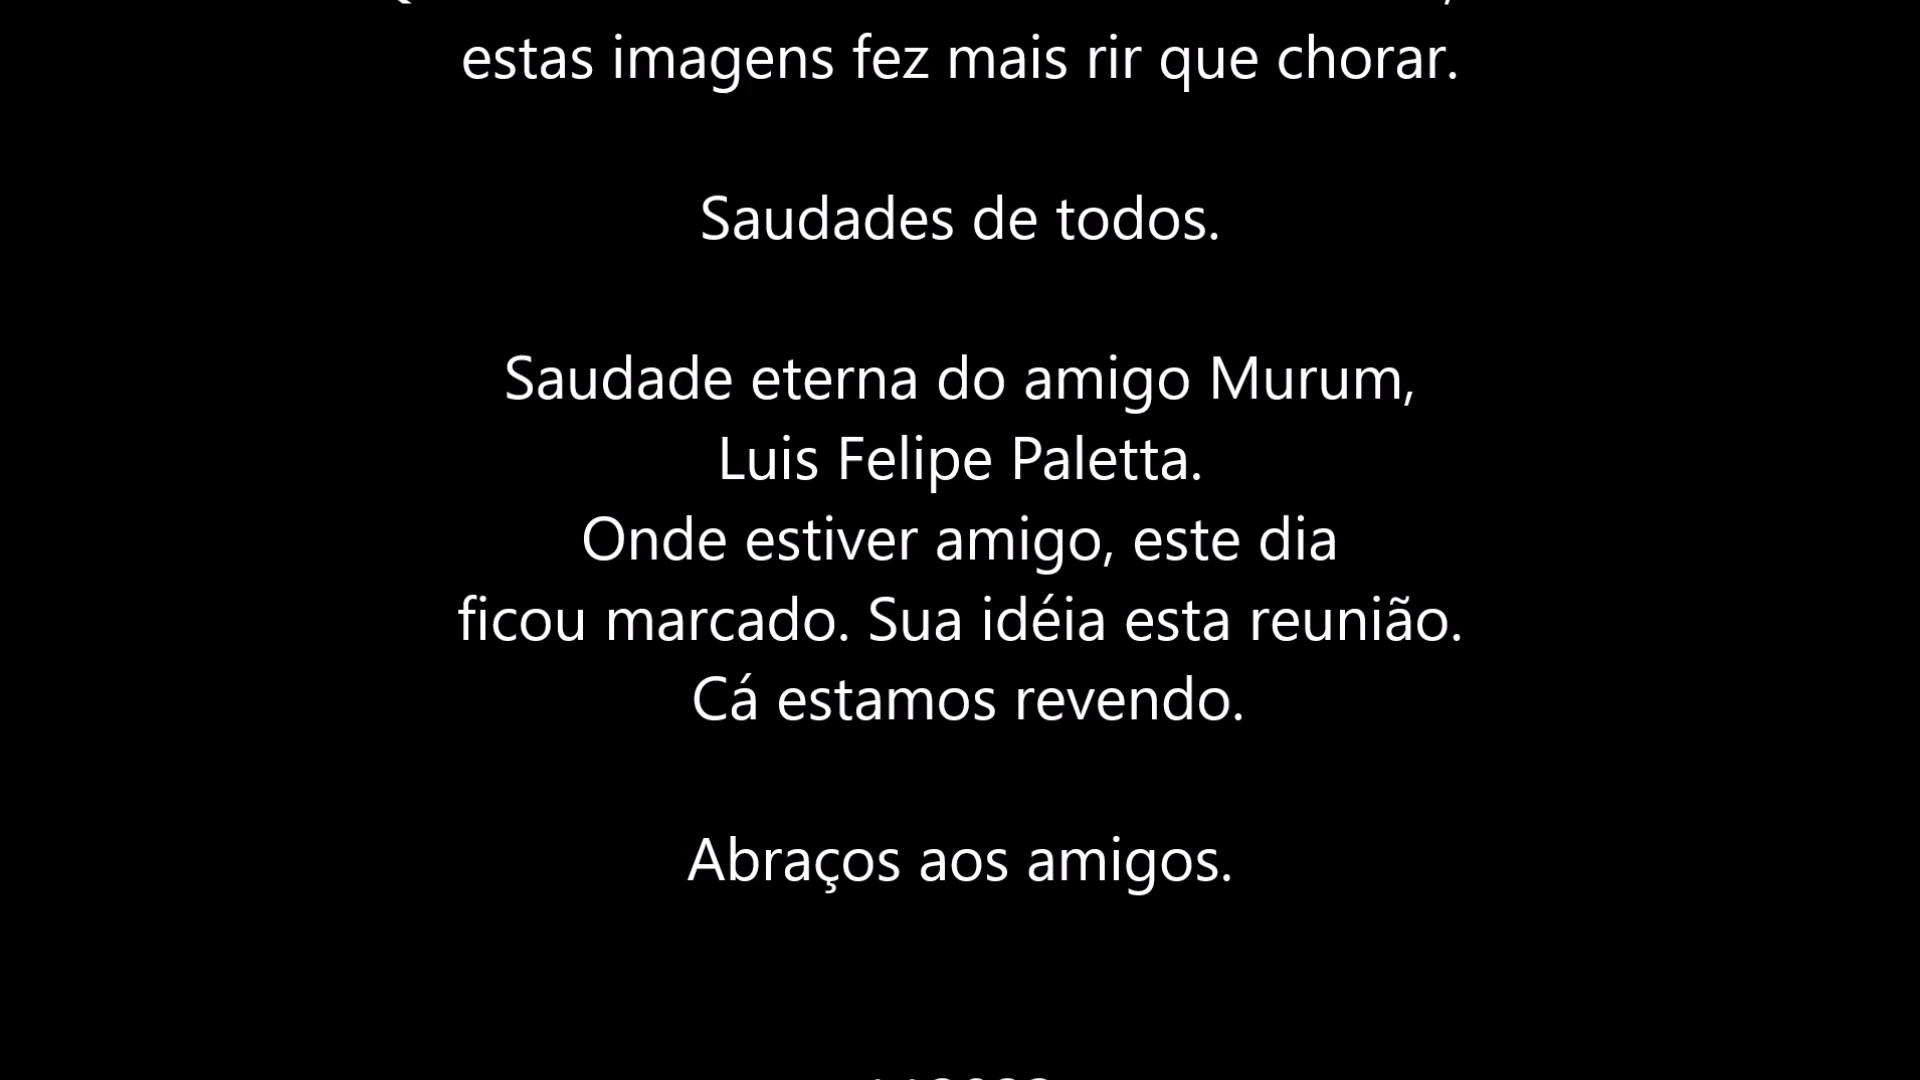 estas imagens fez mais rir que chorar.
Saudades de todos.
Saudade eterna do amigo Murum,
Luis Felipe Paletta.
Onde estiver amigo, este dia
ficou marcado. Sua idéia esta reunião.
Cá estamos revendo.
Abraços aos amigos.